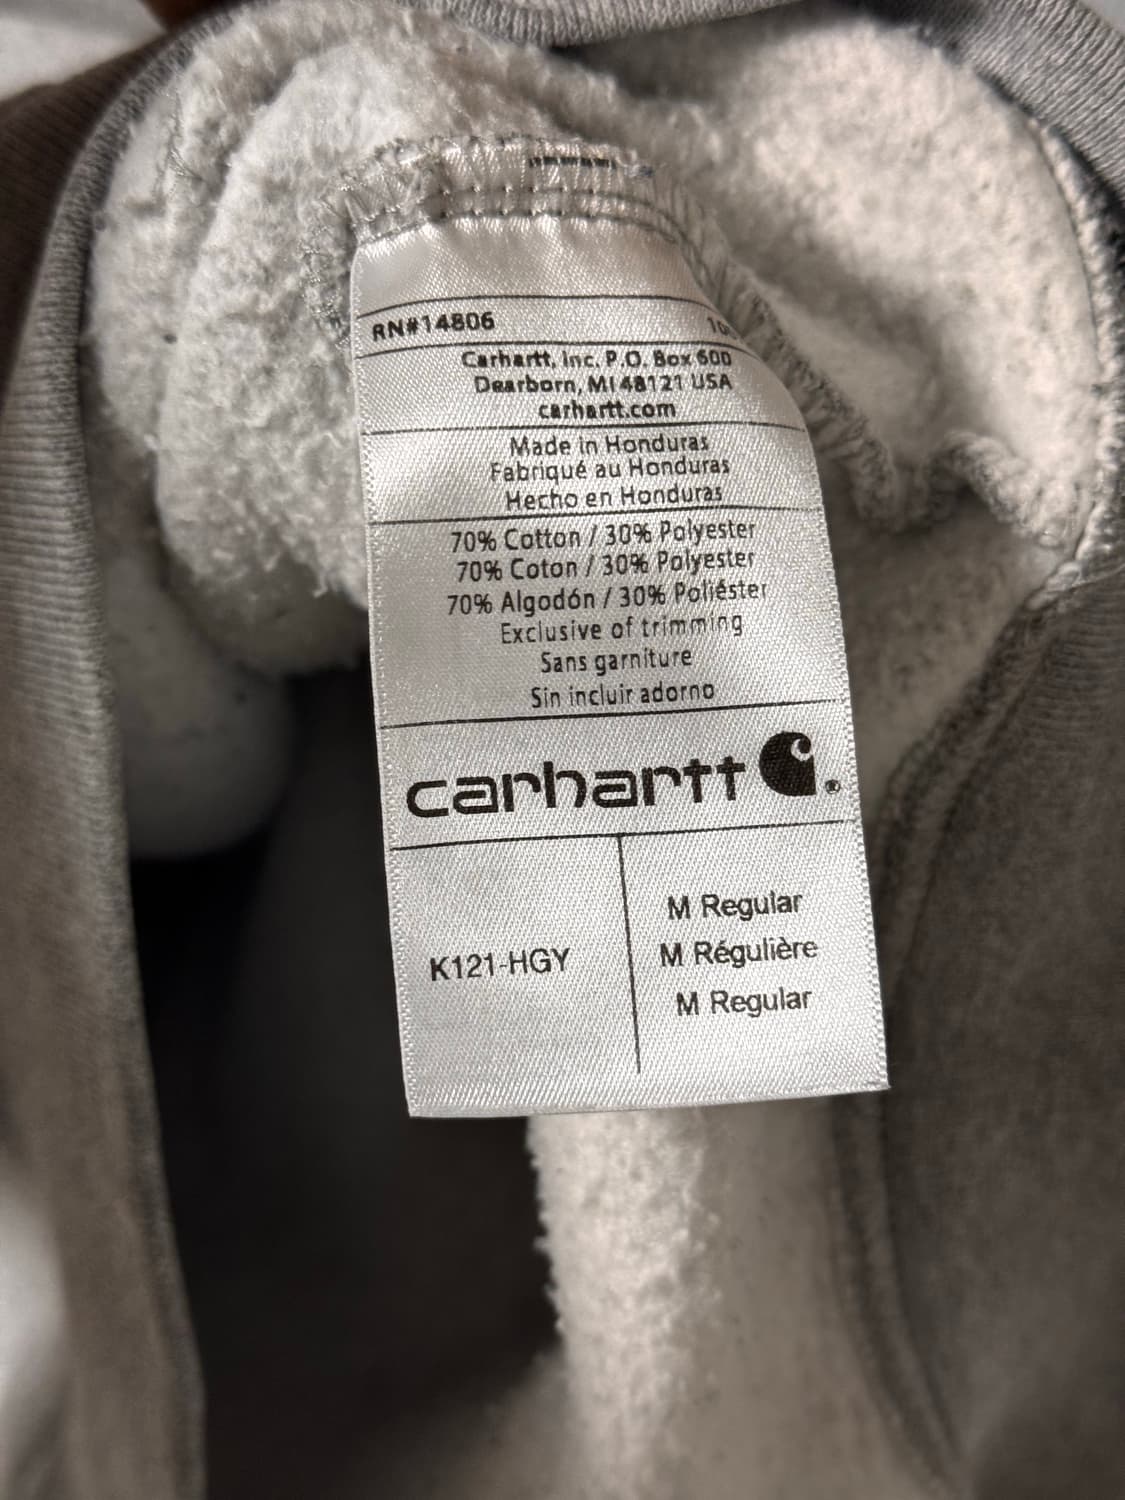 RN#14806
Carhartt, Inc. P.O. Box 600
Dearborn, MI 48121 USA
carhartt.com
Made in Honduras
Fabriqué au Honduras
Hecho en Honduras
70% Cotton / 30% Polyester
70% Coton / 30% Polyester
70% Algodón / 30% Poliéster
Exclusive of trimming
Sans garniture
Sin incluir adorno
carhartt ®
K121-HGY
M Regular
M Régulière
M Regular